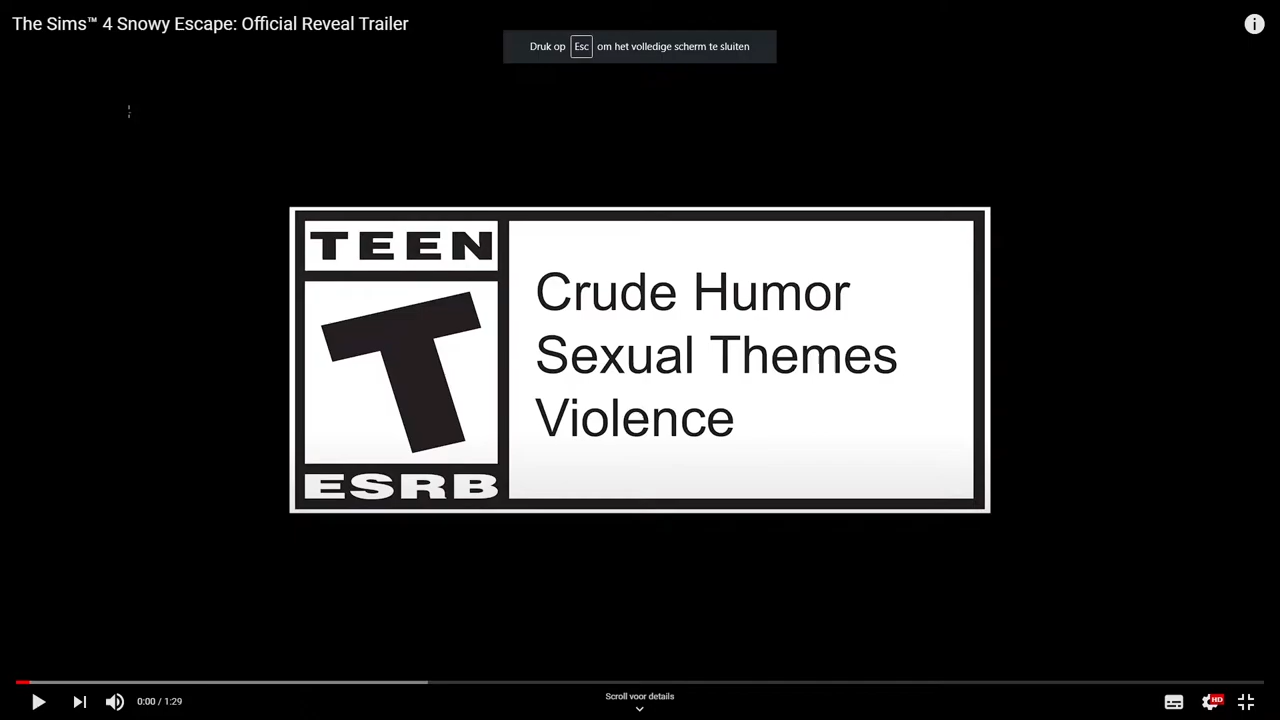 The Sims™ 4 Snowy Escape: Official Reveal Trailer
Druk op Esc om het volledige scherm te sluiten
TEEN
T
ESRB
Crude Humor
Sexual Themes
Violence
Scroll voor details
0:00 / 1:29
HD